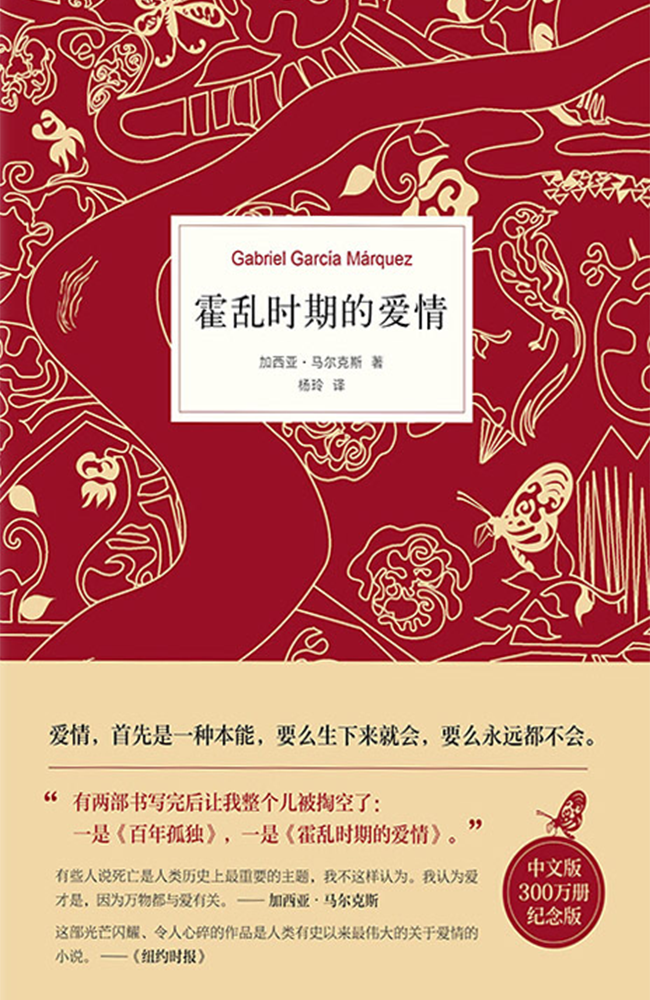 Gabriel García Márquez
霍乱时期的爱情
加西亚·马尔克斯 著
杨玲 译
爱情，首先是一种本能，要么生下来就会，要么永远都不会。
“有两部书写完后让我整个儿被掏空了：
一是《百年孤独》，一是《霍乱时期的爱情》。”
有些人说死亡是人类历史上最重要的主题，我不这样认为。我认为爱
才是，因为万物都与爱有关。——加西亚·马尔克斯
这部光芒闪耀、令人心碎的作品是人类有史以来最伟大的关于爱情的
小说。——《纽约时报》
中文版
300万册
纪念版